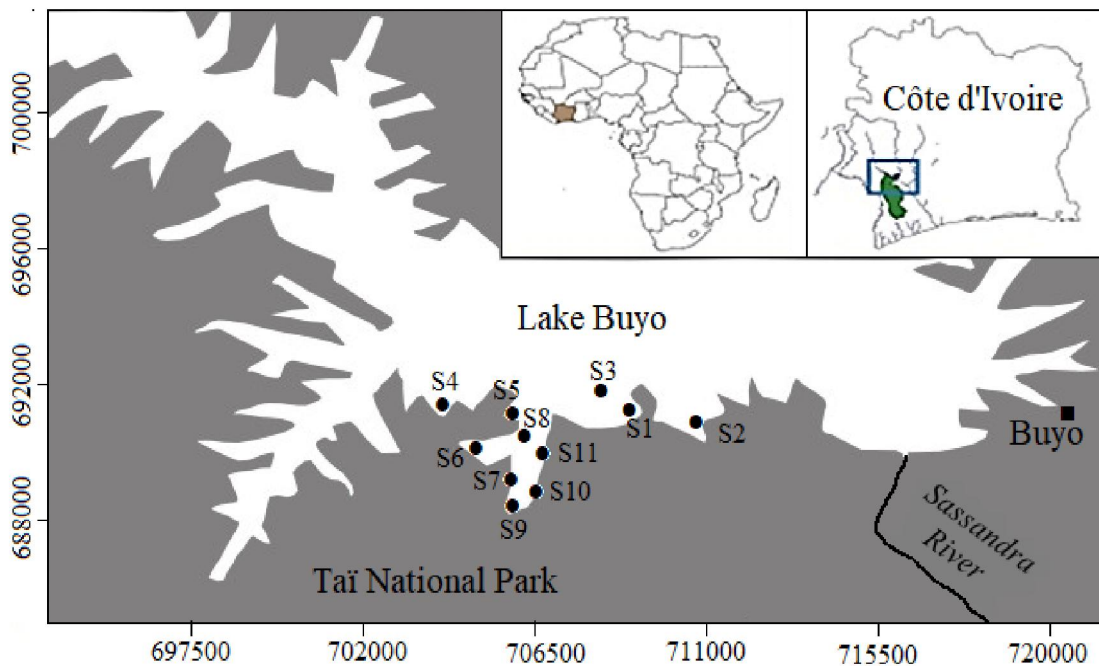 Côte d'Ivoire
700000
696000
692000
688000
Lake Buyo
S3
S4
S5
S8
S1
S2
Buyo
S6
S11
S7
S10
S9
Sassandra
River
Taï National Park
697500
702000
706500
711000
715500
720000